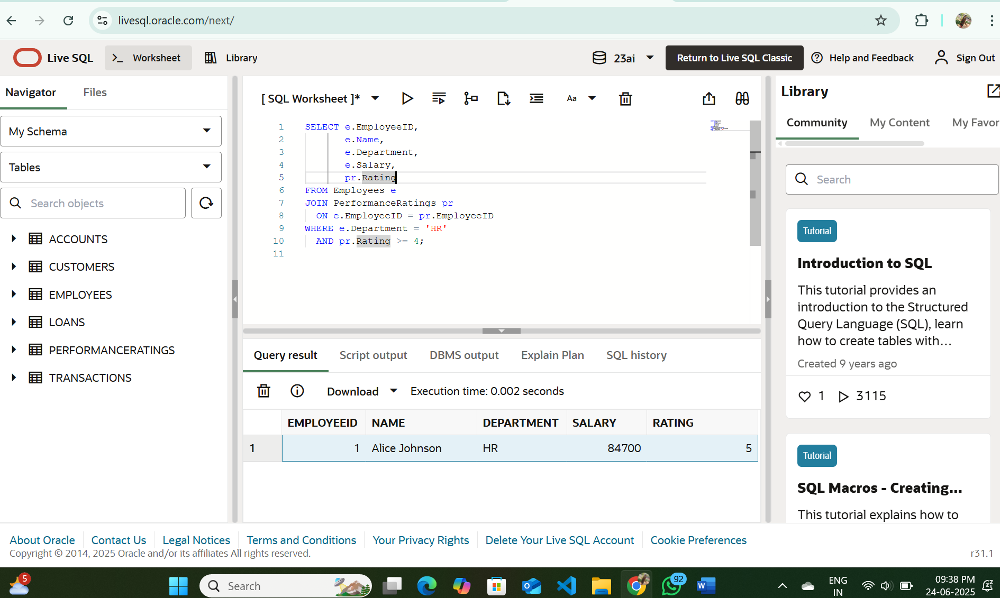 livesql.oracle.com/next/
Live SQL
Worksheet
Library
23ai
Return to Live SQL Classic
Help and Feedback
Sign Out
Navigator
Files
My Schema
Tables
Search objects
ACCOUNTS
CUSTOMERS
EMPLOYEES
LOANS
PERFORMANCERATINGS
TRANSACTIONS
[ SQL Worksheet ]*
Aa
1 SELECT e.EmployeeID,
2 e.Name,
3 e.Department,
4 e.Salary,
5 pr.Rating
6 FROM Employees e
7 JOIN PerformanceRatings pr
8 ON e.EmployeeID = pr.EmployeeID
9 WHERE e.Department = 'HR'
10 AND pr.Rating >= 4;
11
Query result
Script output
DBMS output
Explain Plan
SQL history
Download
Execution time: 0.002 seconds
EMPLOYEEID NAME DEPARTMENT SALARY RATING
1 1 Alice Johnson HR 84700 5
Library
Community
My Content
My Favor
Search
Tutorial
Introduction to SQL
This tutorial provides an
introduction to the Structured
Query Language (SQL), learn
how to create tables with...
Created 9 years ago
1 3115
Tutorial
SQL Macros - Creating...
This tutorial explains how to
About Oracle
Contact Us
Legal Notices
Terms and Conditions
Your Privacy Rights
Delete Your Live SQL Account
Cookie Preferences
Copyright © 2014, 2025 Oracle and/or its affiliates All rights reserved.
r31.1
5
Search
92
ENG
IN
09:38 PM
24-06-2025